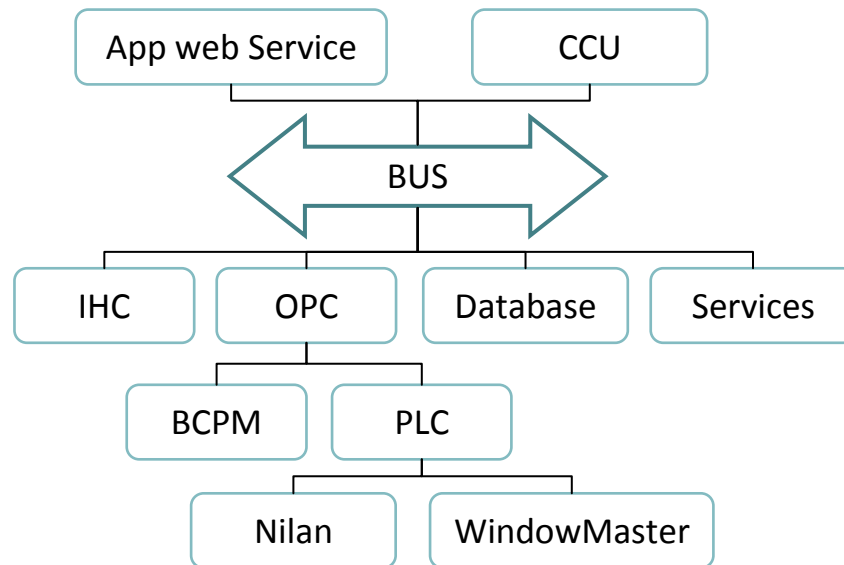 App web Service
CCU
BUS
IHC
OPC
Database
Services
BCPM
PLC
Nilan
WindowMaster